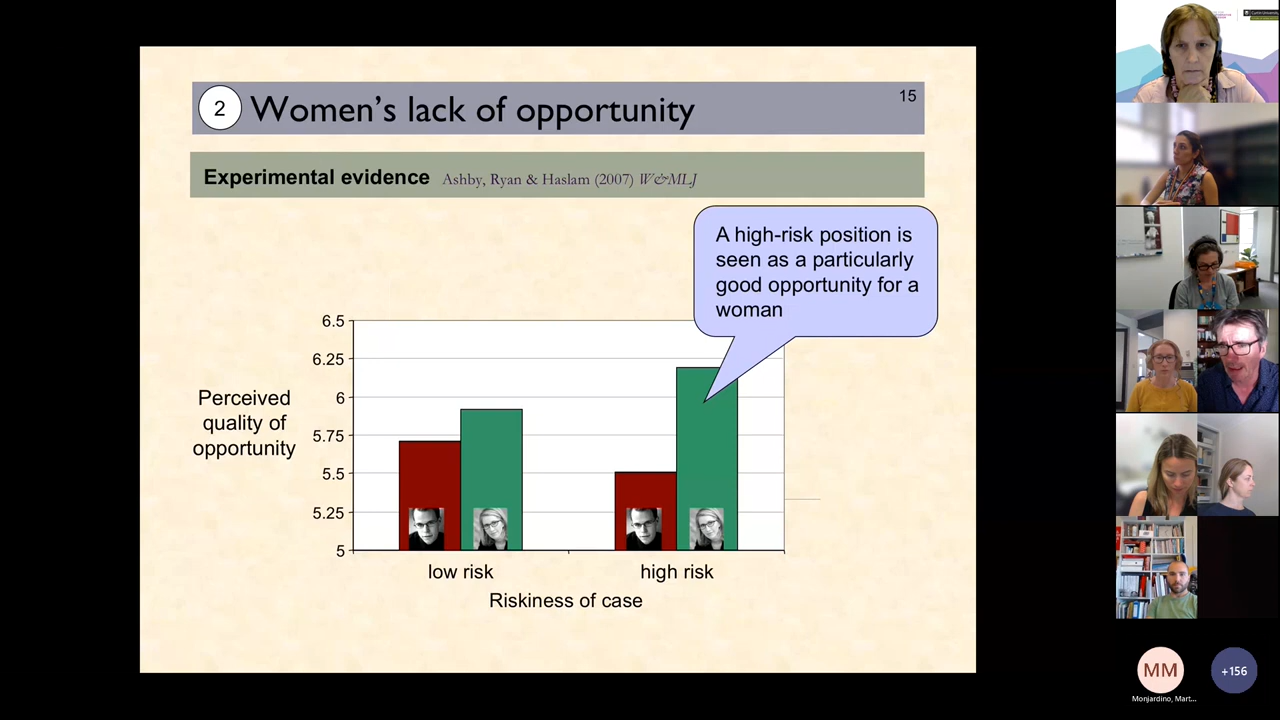 2 Women's lack of opportunity 15
Experimental evidence Ashby, Ryan & Haslam (2007) W&MLJ
A high-risk position is
seen as a particularly
good opportunity for a
woman
Perceived
quality of
opportunity
6.5
6.25
6
5.75
5.5
5.25
5
low risk high risk
Riskiness of case
MM
Monjardino, Mart...
+156